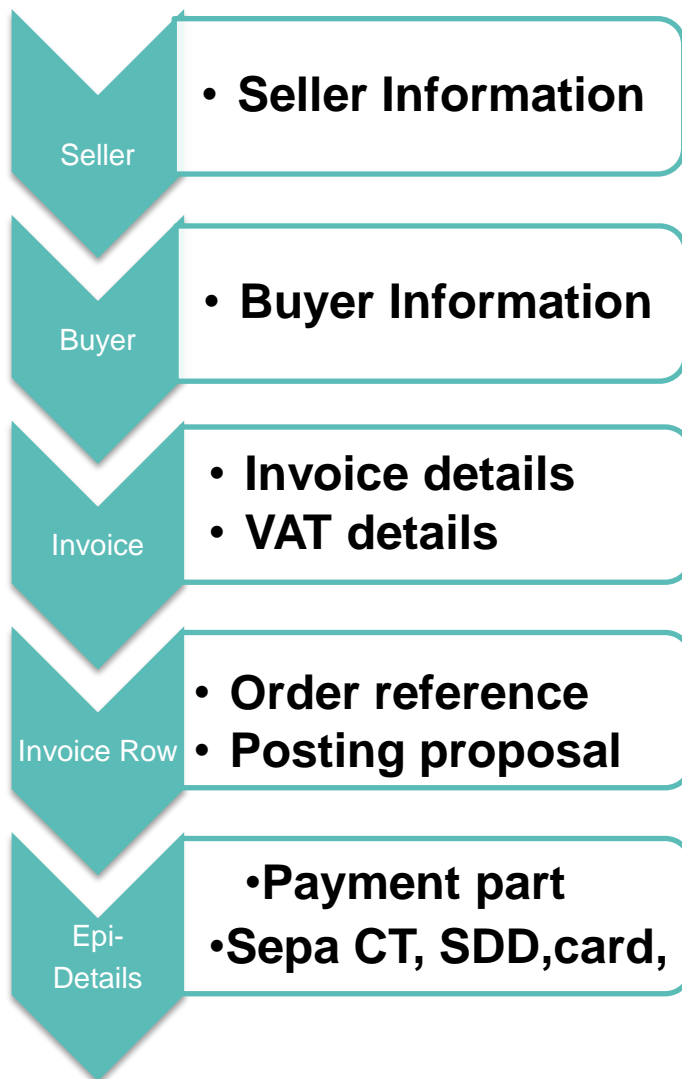 Seller
• Seller Information
Buyer
• Buyer Information
Invoice
• Invoice details
• VAT details
Invoice Row
• Order reference
• Posting proposal
Epi-
Details
•Payment part
•Sepa CT, SDD,card,